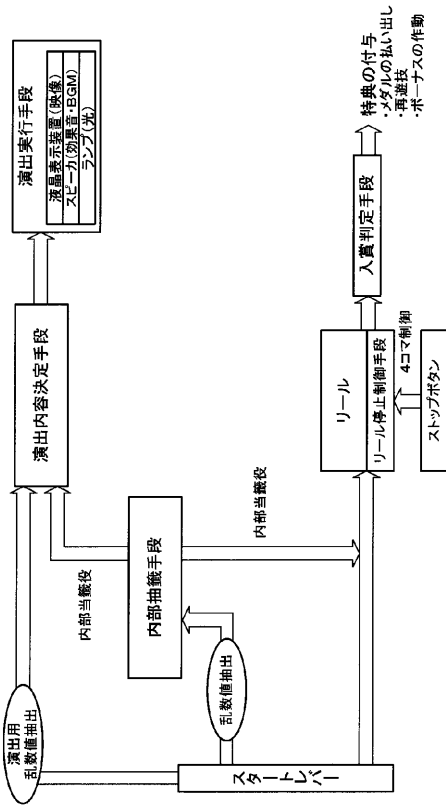 演出用
乱数値抽出
演出内容決定手段
演出実行手段
液晶表示装置(映像)
スピーカ(効果音・BGM)
ランプ(光)
内部当籤役
内部抽籤手段
内部当籤役
乱数値抽出
スタートレバー
リール
リール停止制御手段
4コマ制御
ストップボタン
入賞判定手段
特典の付与
・メダルの払い出し
・再遊技
・ボーナスの作動